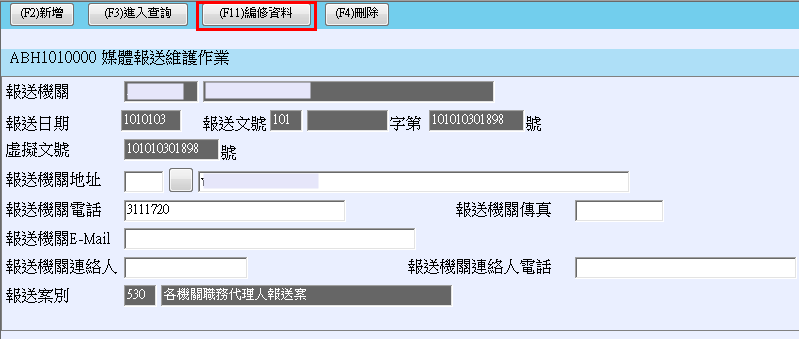 (F2)新增 (F3)進入查詢 (F11)編修資料 (F4)刪除
ABH1010000 媒體報送維護作業
報送機關
報送日期 1010103 報送文號 101 字第 101010301898 號
虛擬文號 101010301898 號
報送機關地址
報送機關電話 3111720 報送機關傳真
報送機關E-Mail
報送機關連絡人 報送機關連絡人電話
報送案別 530 各機關職務代理人報送案